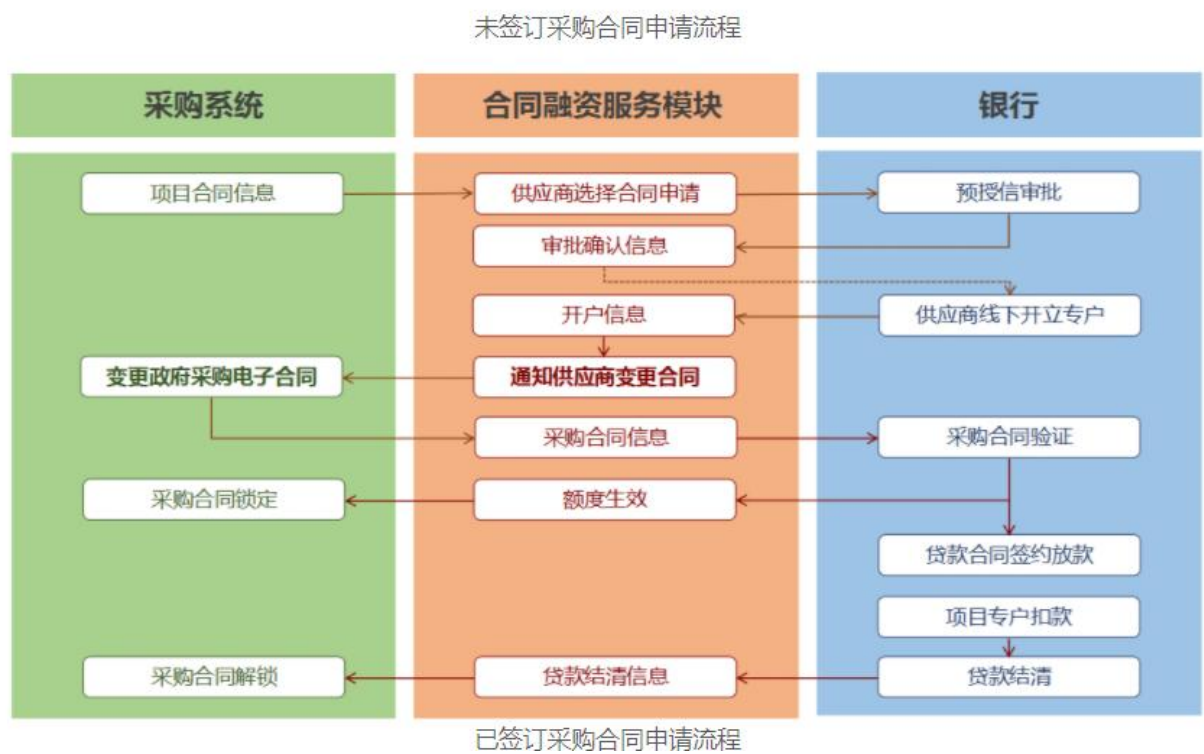 未签订采购合同申请流程
采购系统
合同融资服务模块
银行
项目合同信息
供应商选择合同申请
预授信审批
审批确认信息
开户信息
供应商线下开立专户
变更政府采购电子合同
通知供应商变更合同
采购合同信息
采购合同验证
采购合同锁定
额度生效
贷款合同签约放款
项目专户扣款
采购合同解锁
贷款结清信息
贷款结清
已签订采购合同申请流程